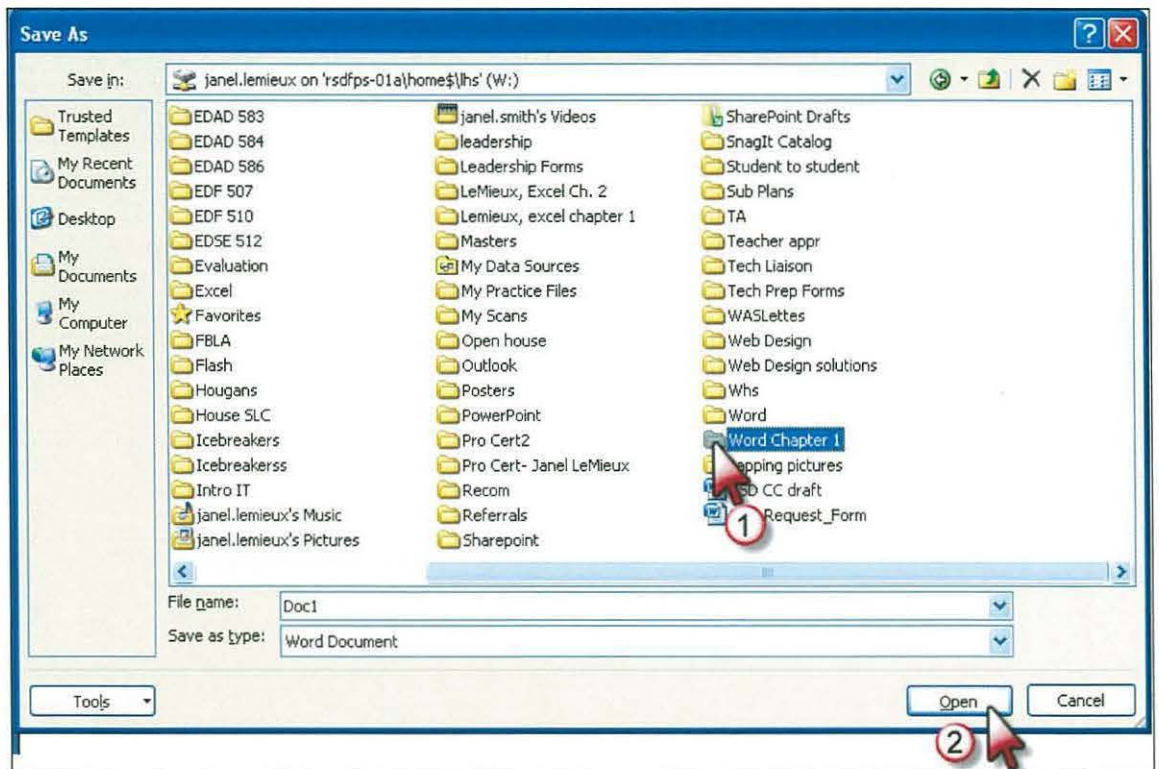 Save As
Save in:
janel.lemieux on 'rsdfps-01a\home$\lhs' (W:)
Trusted
Templates
My Recent
Documents
Desktop
My
Documents
My
Computer
My Network
Places
EDAD 583
EDAD 584
EDAD 586
EDF 507
EDF 510
EDSE 512
Evaluation
Excel
Favorites
FBLA
Flash
Hougans
House SLC
Icebreakers
Icebreakerss
Intro IT
janel.lemieux's Music
janel.lemieux's Pictures
janel.smith's Videos
leadership
Leadership Forms
LeMieux, Excel Ch. 2
Lemieux, excel chapter 1
Masters
My Data Sources
My Practice Files
My Scans
Open house
Outlook
Posters
PowerPoint
Pro Cert2
Pro Cert- Janel LeMieux
Recom
Referrals
Sharepoint
SharePoint Drafts
SnagIt Catalog
Student to student
Sub Plans
TA
Teacher appr
Tech Liaison
Tech Prep Forms
WASLettes
Web Design
Web Design solutions
Whs
Word
Word Chapter 1
pictures
CC draft
Request_Form
1
File name:
Doc1
Save as type:
Word Document
Tools
Open
Cancel
2